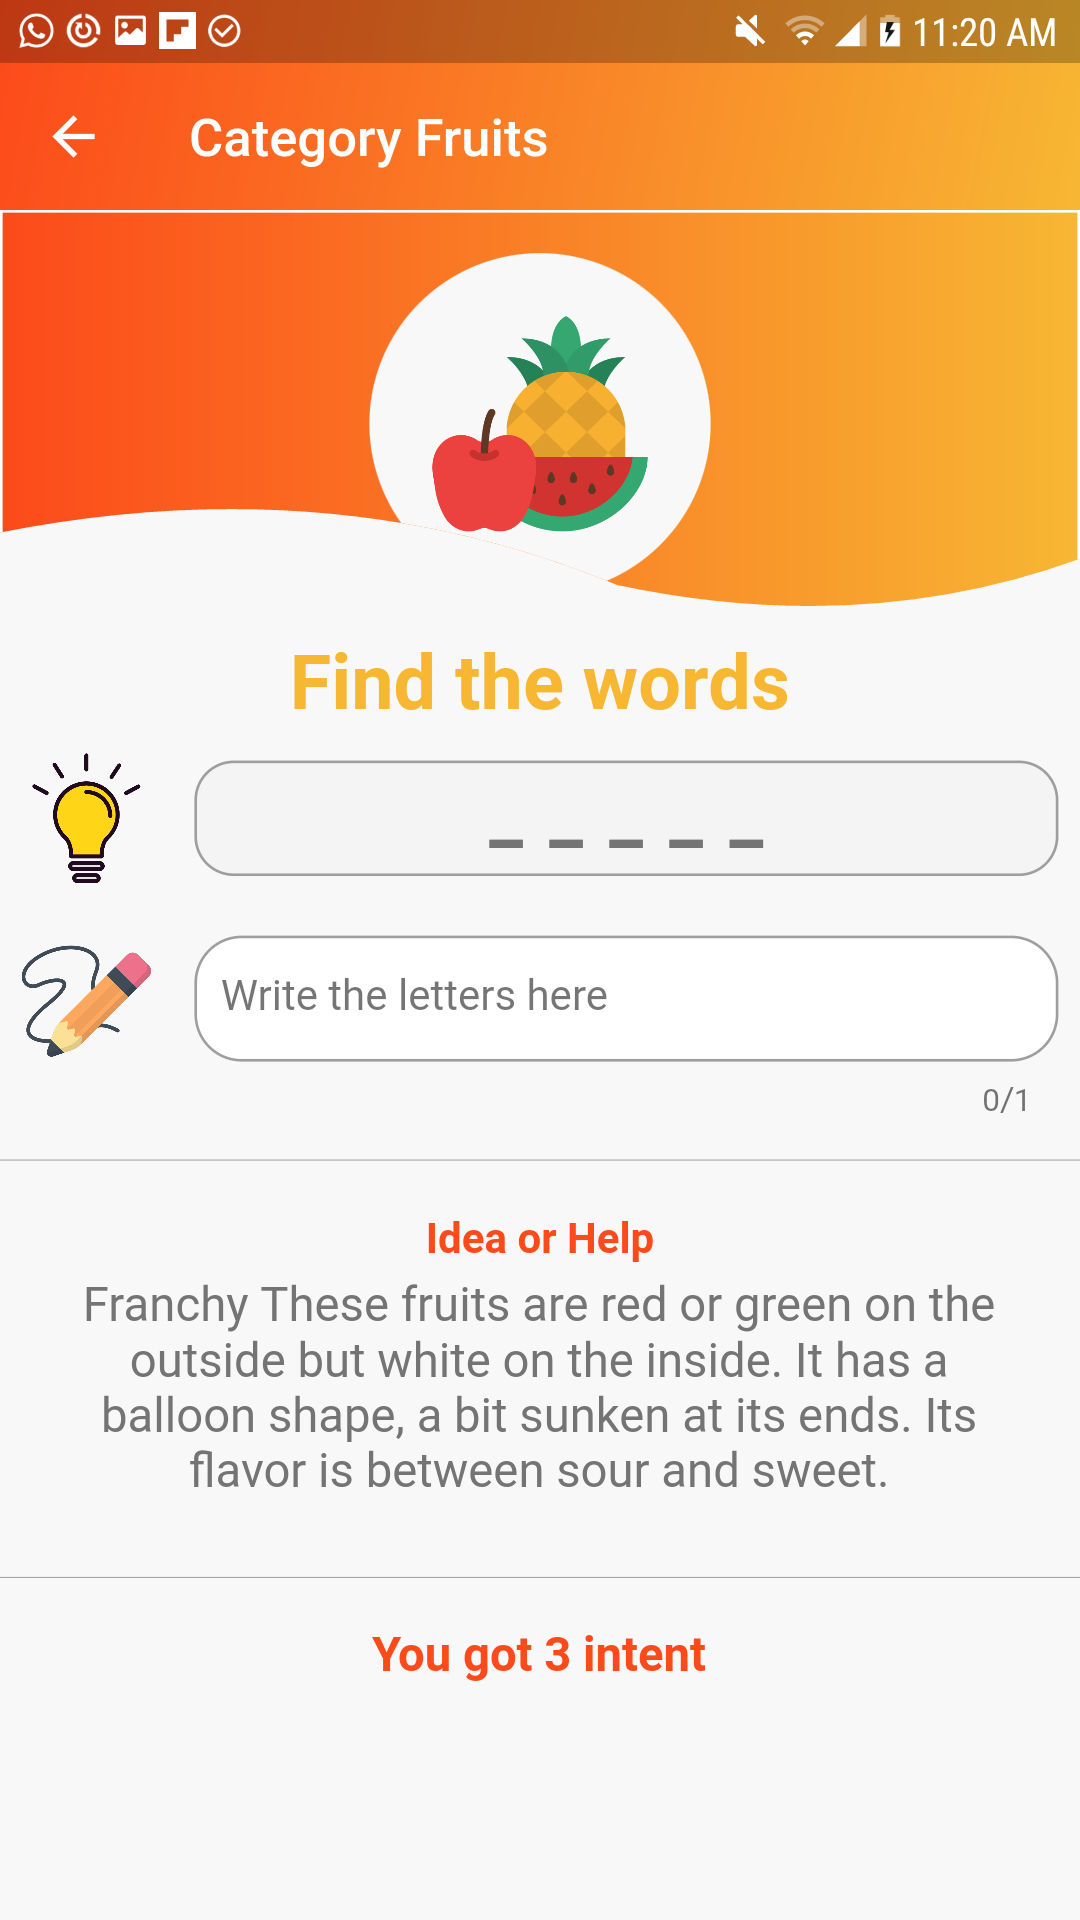 11:20 AM
Category Fruits
Find the words
_ _ _ _ _
Write the letters here
0/1
Idea or Help
Franchy These fruits are red or green on the
outside but white on the inside. It has a
balloon shape, a bit sunken at its ends. Its
flavor is between sour and sweet.
You got 3 intent